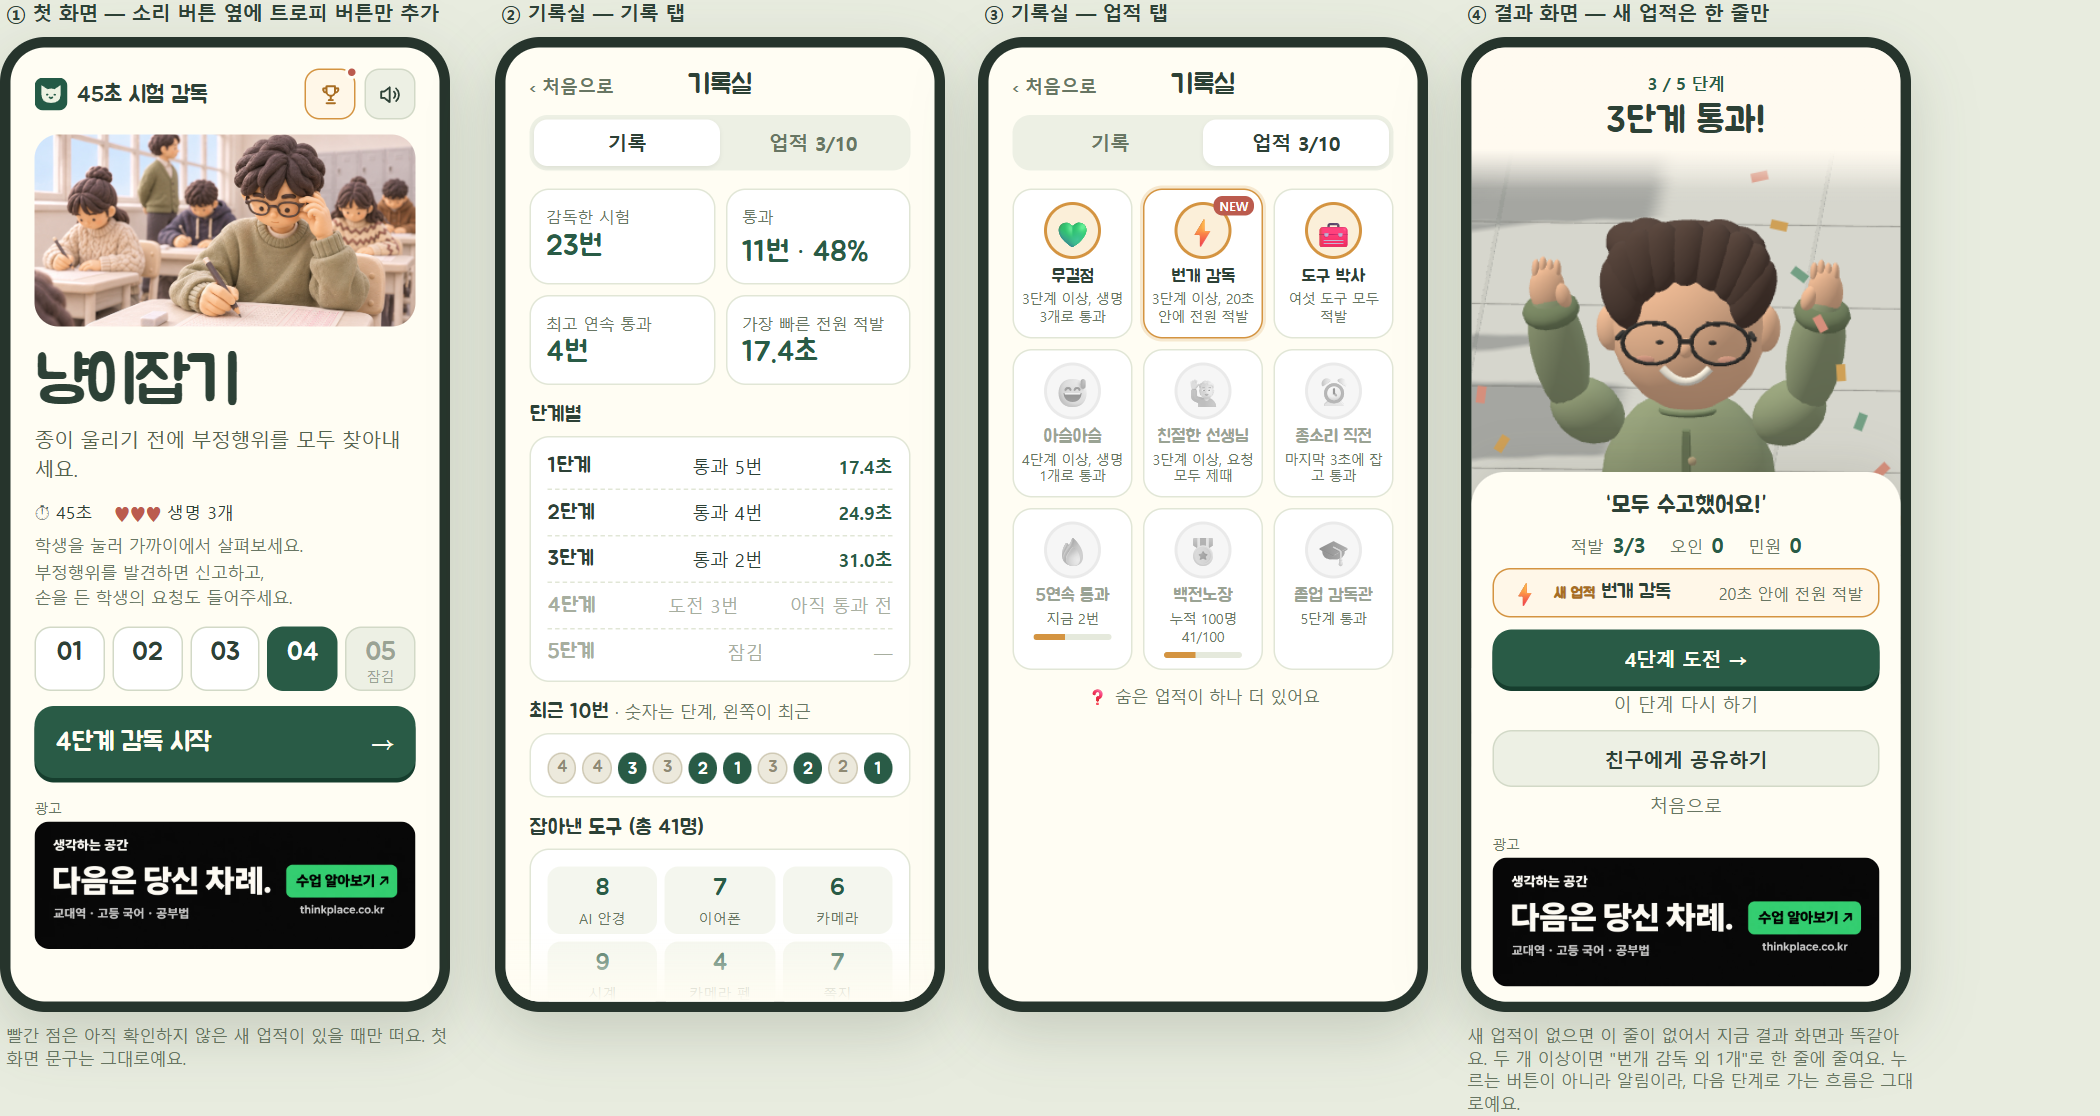 ① 첫 화면 — 소리 버튼 옆에 트로피 버튼만 추가
45초 시험 감독
냥이잡기
종이 울리기 전에 부정행위를 모두 찾아내
세요.
45초 생명 3개
학생을 눌러 가까이에서 살펴보세요.
부정행위를 발견하면 신고하고,
손을 든 학생의 요청도 들어주세요.
01 02 03 04 05
잠김
4단계 감독 시작 →
광고
생각하는 공간
다음은 당신 차례.
수업 알아보기 ↗
교대역 · 고등 국어 · 공부법
thinkplace.co.kr
빨간 점은 아직 확인하지 않은 새 업적이 있을 때만 떠요. 첫
화면 문구는 그대로예요.
② 기록실 — 기록 탭
‹ 처음으로 기록실
기록 업적 3/10
감독한 시험
23번
통과
11번 · 48%
최고 연속 통과
4번
가장 빠른 전원 적발
17.4초
단계별
1단계 통과 5번 17.4초
2단계 통과 4번 24.9초
3단계 통과 2번 31.0초
4단계 도전 3번 아직 통과 전
5단계 잠김 —
최근 10번 · 숫자는 단계, 왼쪽이 최근
4 4 3 3 2 1 3 2 2 1
잡아낸 도구 (총 41명)
8 7 6
AI 안경 이어폰 카메라
9 4 7
시계 카메라 펜 쪽지
③ 기록실 — 업적 탭
‹ 처음으로 기록실
기록 업적 3/10
NEW
무결점
3단계 이상, 생명
3개로 통과
번개 감독
3단계 이상, 20초
안에 전원 적발
도구 박사
여섯 도구 모두
적발
아슬아슬
4단계 이상, 생명
1개로 통과
친절한 선생님
3단계 이상, 요청
모두 제때
종소리 직전
마지막 3초에 잡
고 통과
5연속 통과
지금 2번
백전노장
누적 100명
41/100
졸업 감독관
5단계 통과
? 숨은 업적이 하나 더 있어요
④ 결과 화면 — 새 업적은 한 줄만
3 / 5 단계
3단계 통과!
‘모두 수고했어요!’
적발 3/3 오인 0 민원 0
새 업적 번개 감독 20초 안에 전원 적발
4단계 도전 →
이 단계 다시 하기
친구에게 공유하기
처음으로
광고
생각하는 공간
다음은 당신 차례.
수업 알아보기 ↗
교대역 · 고등 국어 · 공부법
thinkplace.co.kr
새 업적이 없으면 이 줄이 없어서 지금 결과 화면과 똑같아
요. 두 개 이상이면 "번개 감독 외 1개"로 한 줄에 줄여요. 누
르는 버튼이 아니라 알림이라, 다음 단계로 가는 흐름은 그대
로예요.